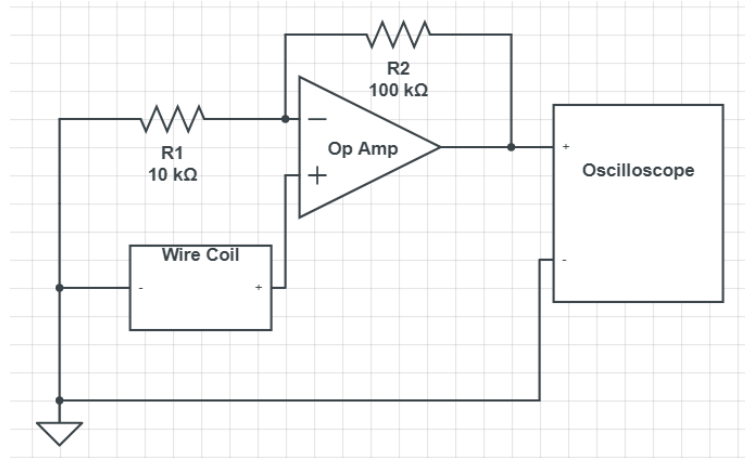 R2
100 kΩ
R1
10 kΩ
−
Op Amp
+
+
Oscilloscope
-
Wire Coil
-
+